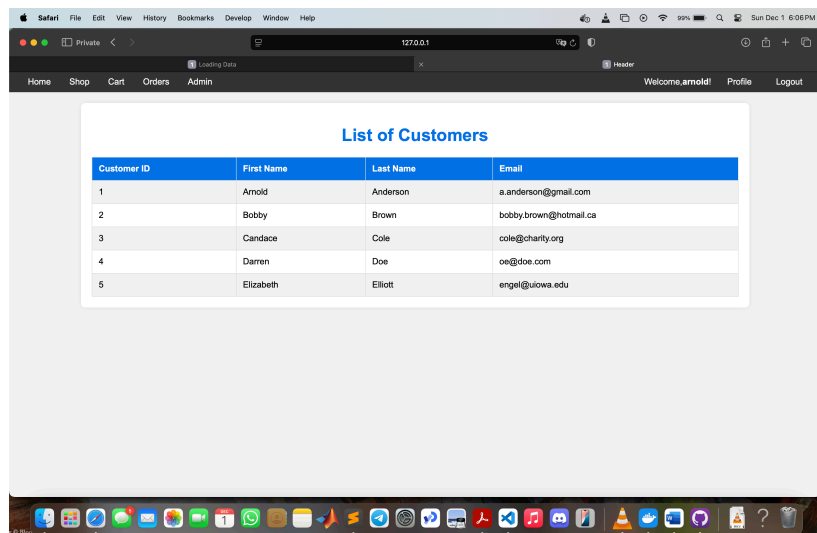 Safari File Edit View History Bookmarks Develop Window Help 99% Sun Dec 1 6:06 PM
Private 127.0.0.1
1 Loading Data 1 Header
Home Shop Cart Orders Admin Welcome,arnold! Profile Logout
List of Customers
Customer ID First Name Last Name Email
1 Arnold Anderson a.anderson@gmail.com
2 Bobby Brown bobby.brown@hotmail.ca
3 Candace Cole cole@charity.org
4 Darren Doe oe@doe.com
5 Elizabeth Elliott engel@uiowa.edu
1